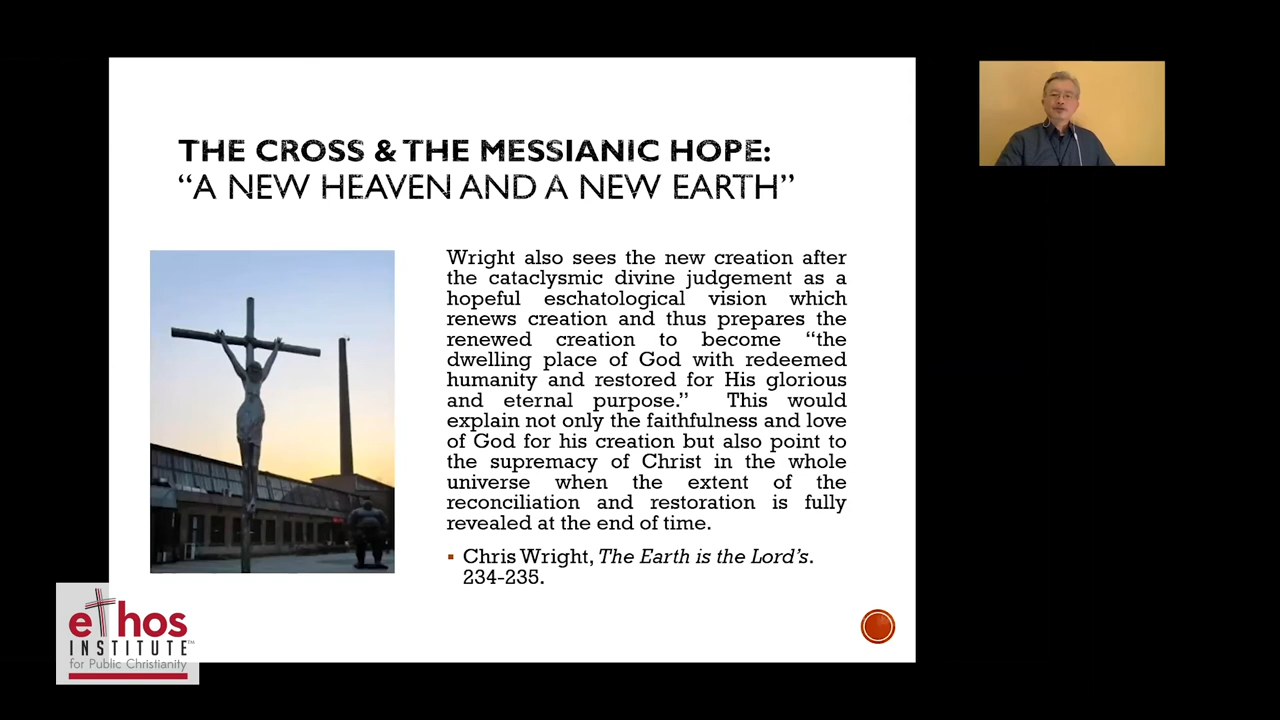 THE CROSS & THE MESSIANIC HOPE:
“A NEW HEAVEN AND A NEW EARTH”
Wright also sees the new creation after
the cataclysmic divine judgement as a
hopeful eschatological vision which
renews creation and thus prepares the
renewed creation to become “the
dwelling place of God with redeemed
humanity and restored for His glorious
and eternal purpose.” This would
explain not only the faithfulness and love
of God for his creation but also point to
the supremacy of Christ in the whole
universe when the extent of the
reconciliation and restoration is fully
revealed at the end of time.
▪ Chris Wright, The Earth is the Lord’s.
234-235.
ethos
INSTITUTE™
for Public Christianity